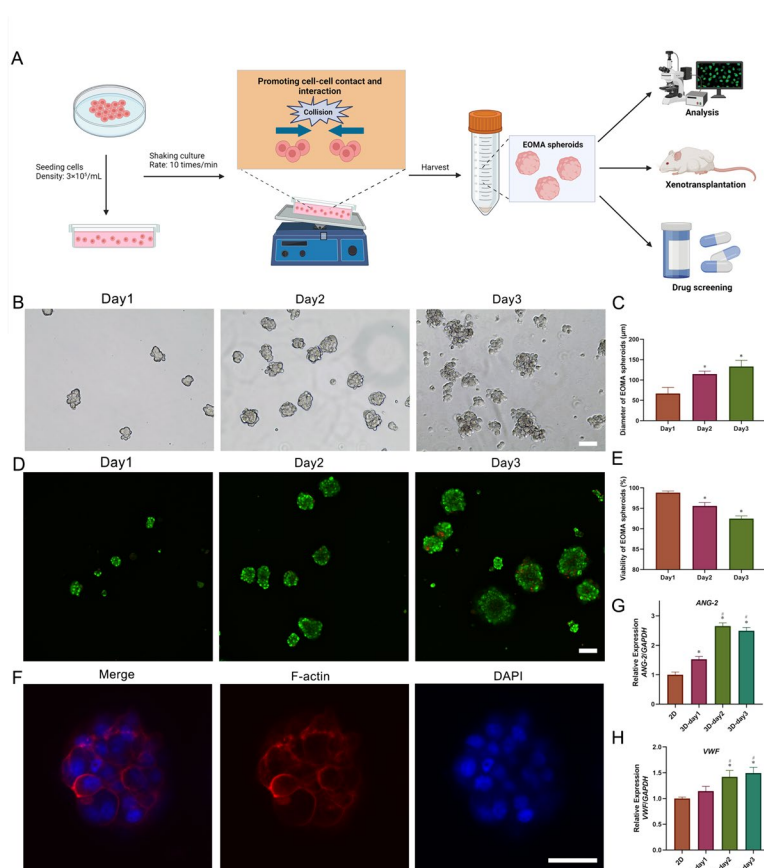 A
Promoting cell-cell contact and
interaction
Collision
Seeding cells
Density: 3×10⁵/mL
Shaking culture
Rate: 10 times/min
Harvest
EOMA spheroids
Analysis
Xenotransplantation
Drug screening
B
Day1
Day2
Day3
C
Diameter of EOMA spheroids (μm)
200
150
100
50
0
Day1
Day2
Day3
*
*
D
Day1
Day2
Day3
E
Viability of EOMA spheroids (%)
100
95
90
85
80
Day1
Day2
Day3
*
*
F
Merge
F-actin
DAPI
G
ANG-2
Relative Expression
ANG-2/GAPDH
3
2
1
0
2D
3D-day1
3D-day2
3D-day3
*
#
*
#
*
H
VWF
Relative Expression
VWF/GAPDH
1.5
1.0
0.5
0.0
2D
day1
day2
day3
#
*
#
*